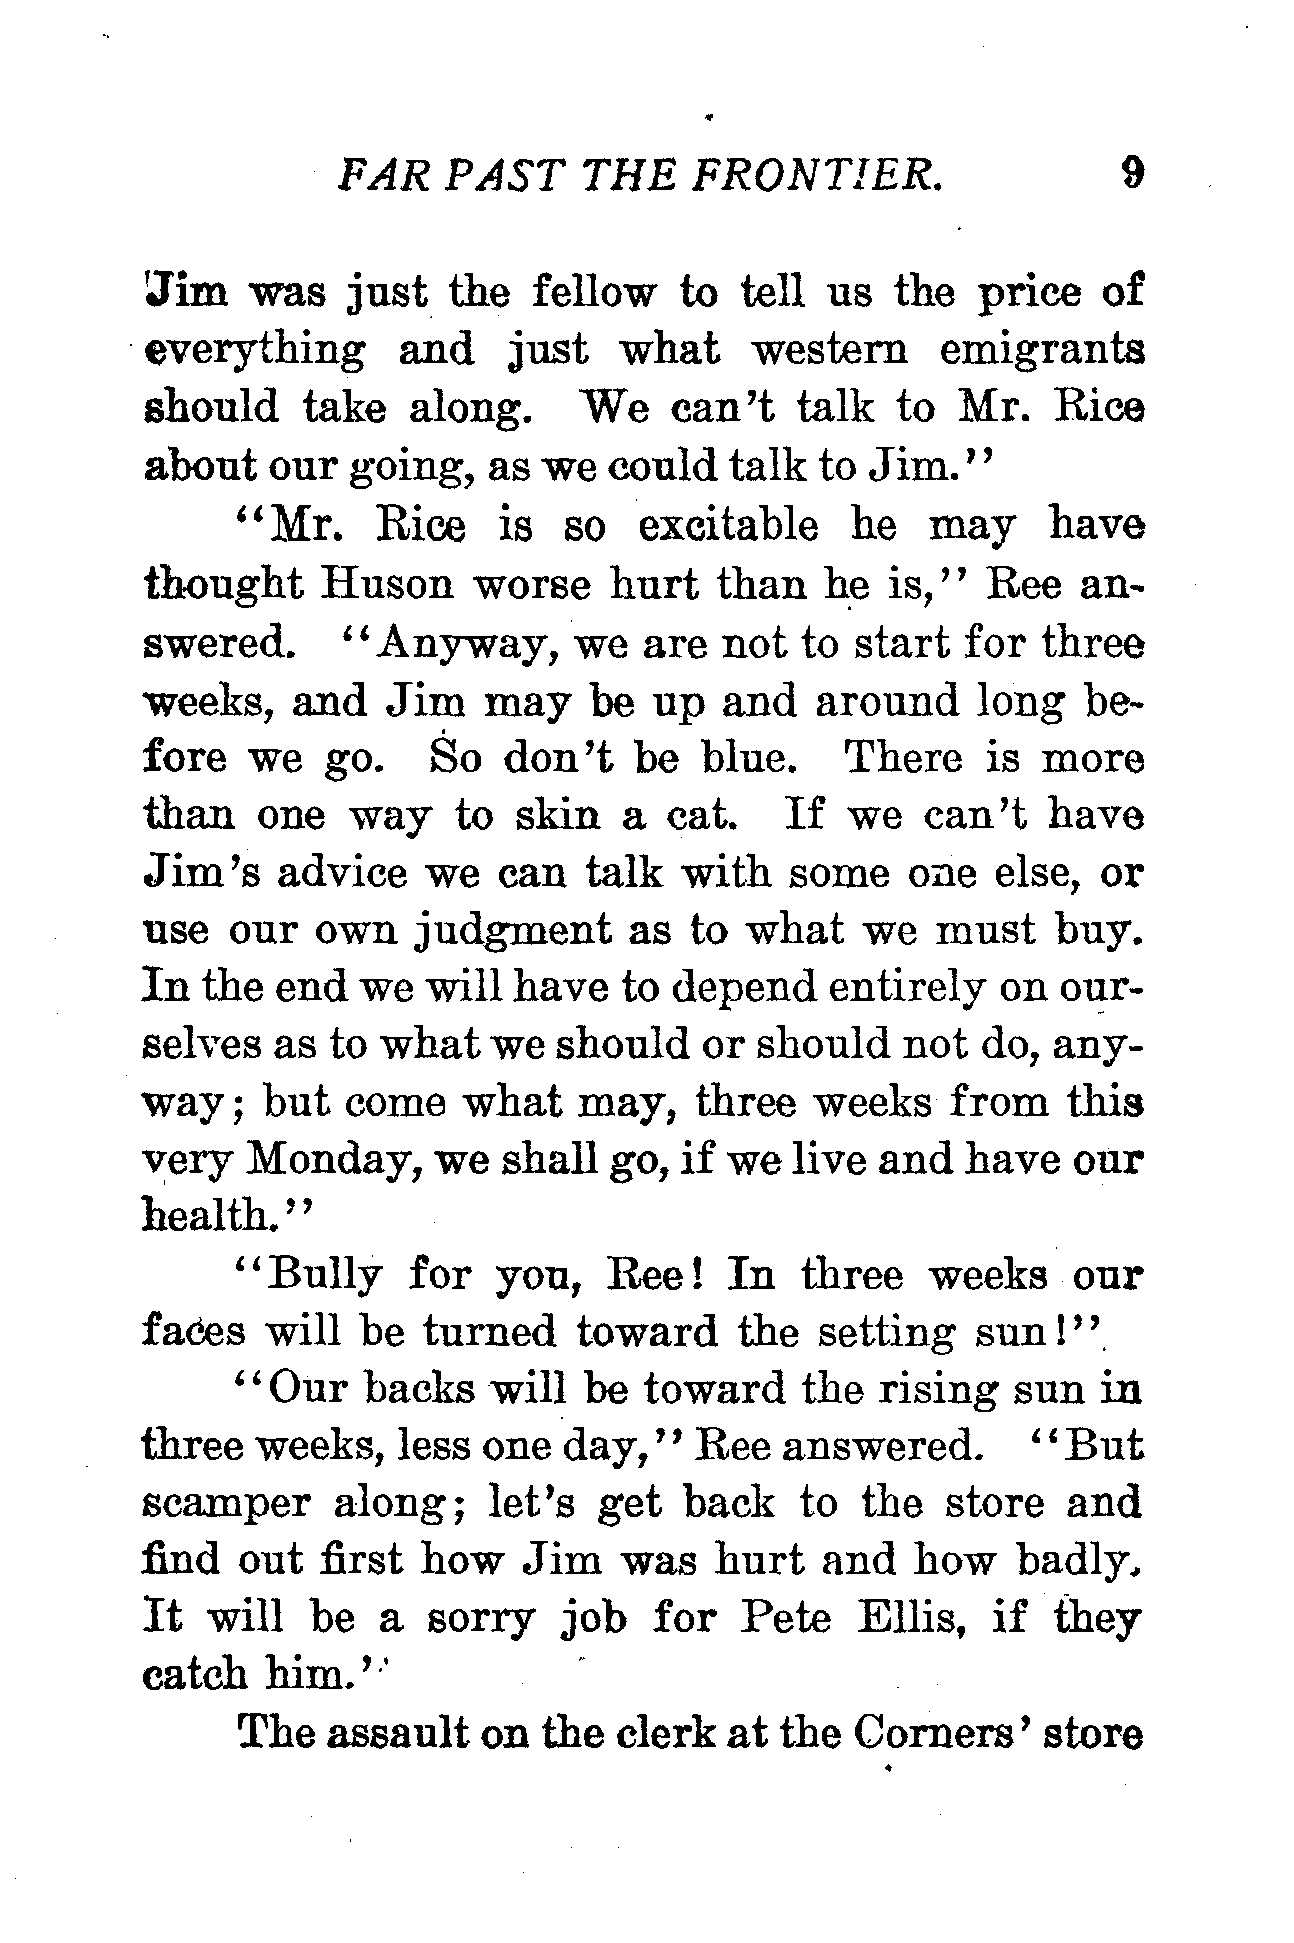 FAR PAST THE FRONTIER. 9
Jim was just the fellow to tell us the price of
everything and just what western emigrants
should take along. We can't talk to Mr. Rice
about our going, as we could talk to Jim."
"Mr. Rice is so excitable he may have
thought Huson worse hurt than he is," Ree an-
swered. "Anyway, we are not to start for three
weeks, and Jim may be up and around long be-
fore we go. So don't be blue. There is more
than one way to skin a cat. If we can't have
Jim's advice we can talk with some one else, or
use our own judgment as to what we must buy.
In the end we will have to depend entirely on our-
selves as to what we should or should not do, any-
way; but come what may, three weeks from this
very Monday, we shall go, if we live and have our
health."
"Bully for you, Ree! In three weeks our
faces will be turned toward the setting sun!"
"Our backs will be toward the rising sun in
three weeks, less one day," Ree answered. "But
scamper along; let's get back to the store and
find out first how Jim was hurt and how badly.
It will be a sorry job for Pete Ellis, if they
catch him."
The assault on the clerk at the Corners' store